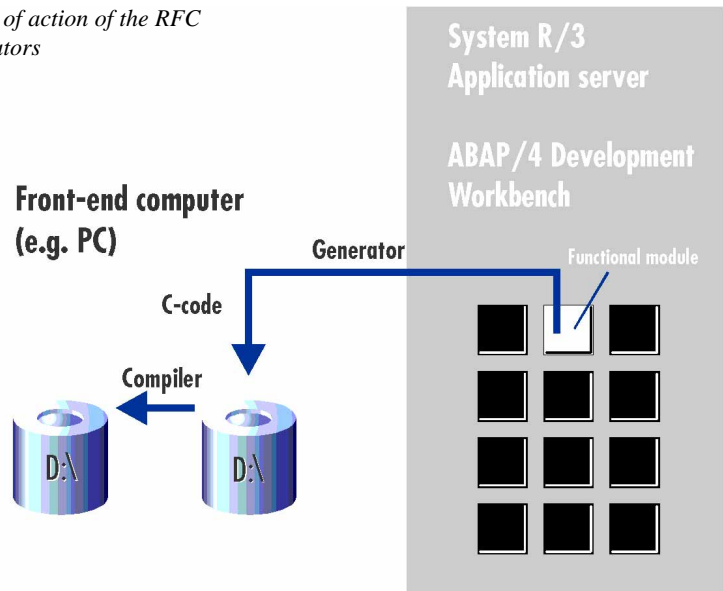 of action of the RFC
System R/3
Application server
ABAP/4 Development
Workbench
Front-end computer
(e.g. PC)
Generator
Functional module
C-code
Compiler
D:\
D:\